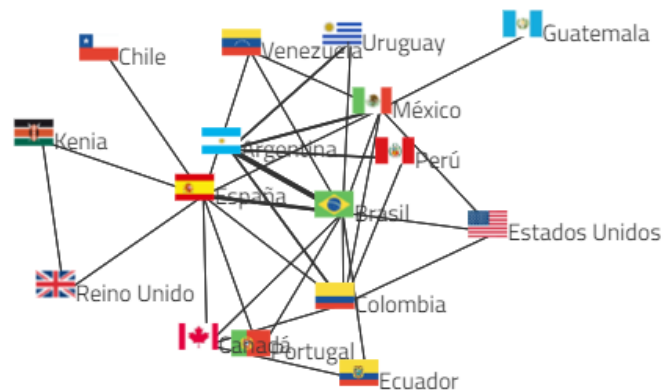 Guatemala
Uruguay
Venezuela
Chile
México
Kenia
Argentina
Perú
España
Brasil
Estados Unidos
Reino Unido
Colombia
Canadá
Portugal
Ecuador